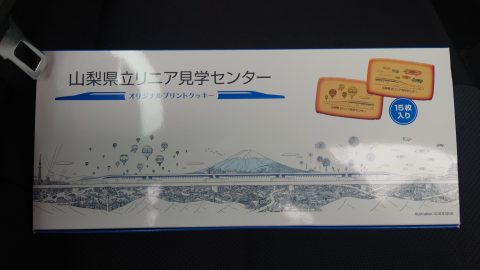 山梨県立リニア見学センター
オリジナルプリントクッキー
15枚
入り